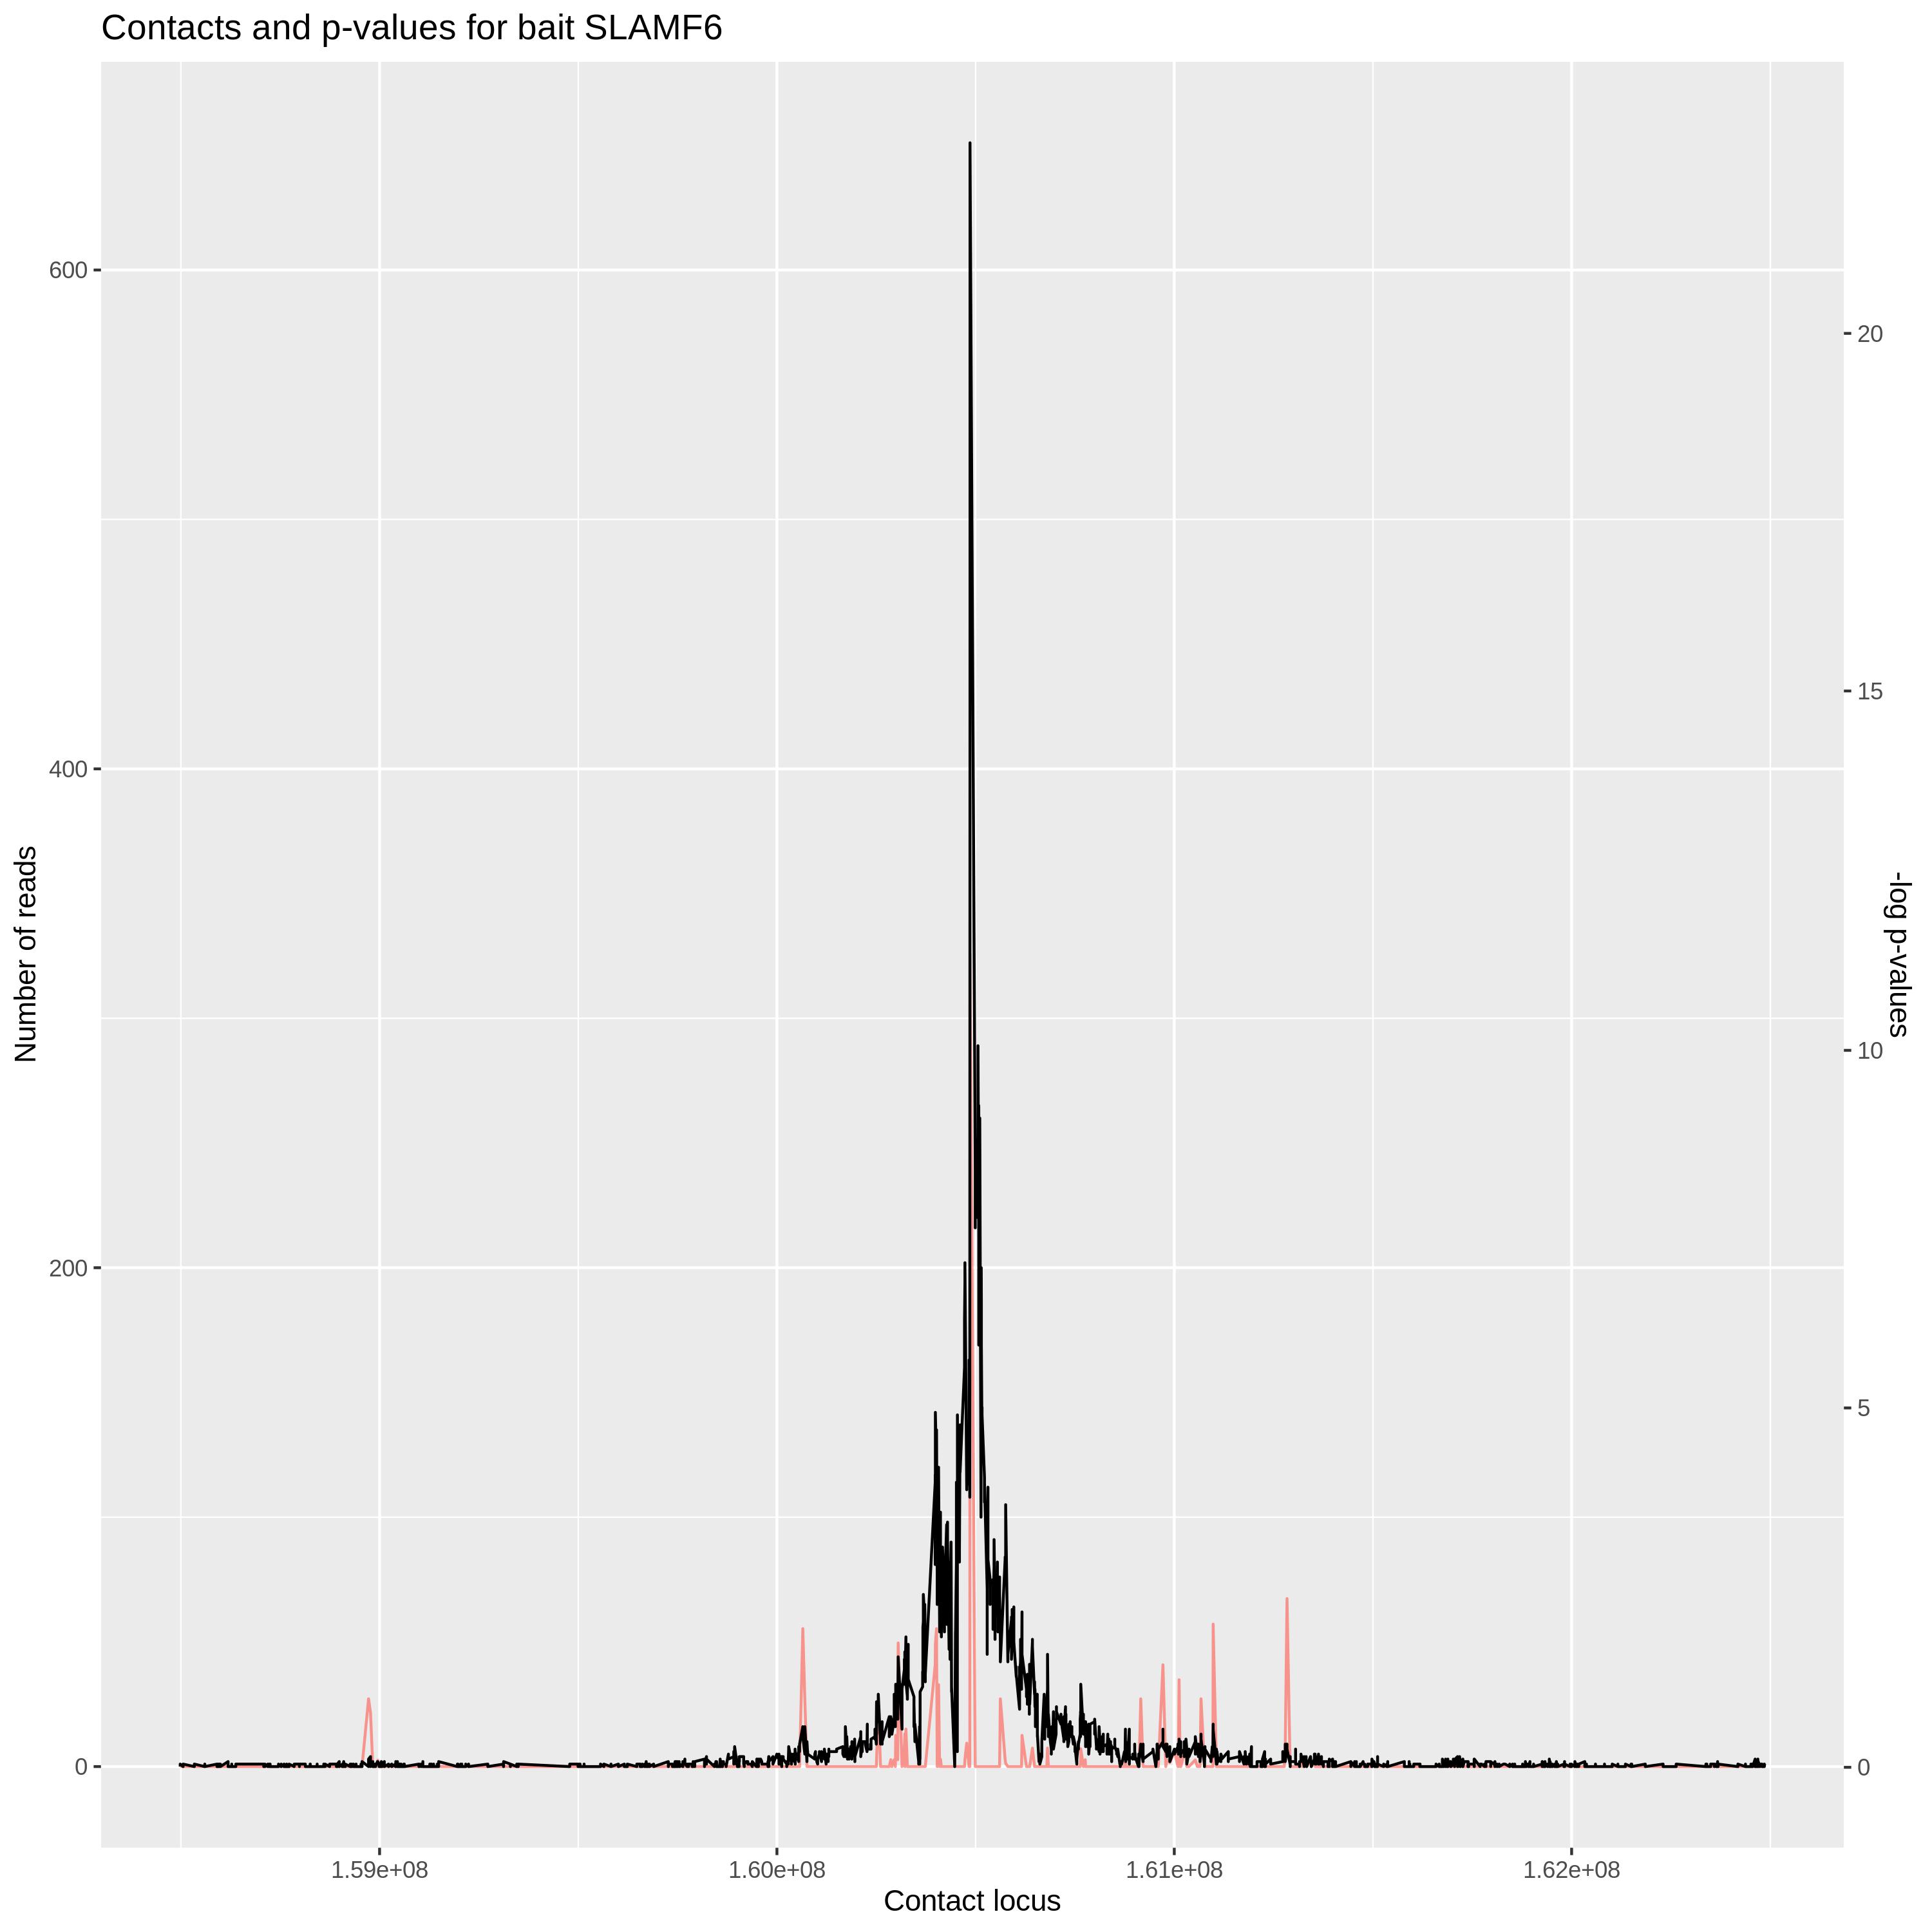 Contacts and p-values for bait SLAMF6
Number of reads
600
400
200
0
20
15
10
5
0
-log p-values
1.59e+08
1.60e+08
1.61e+08
1.62e+08
Contact locus